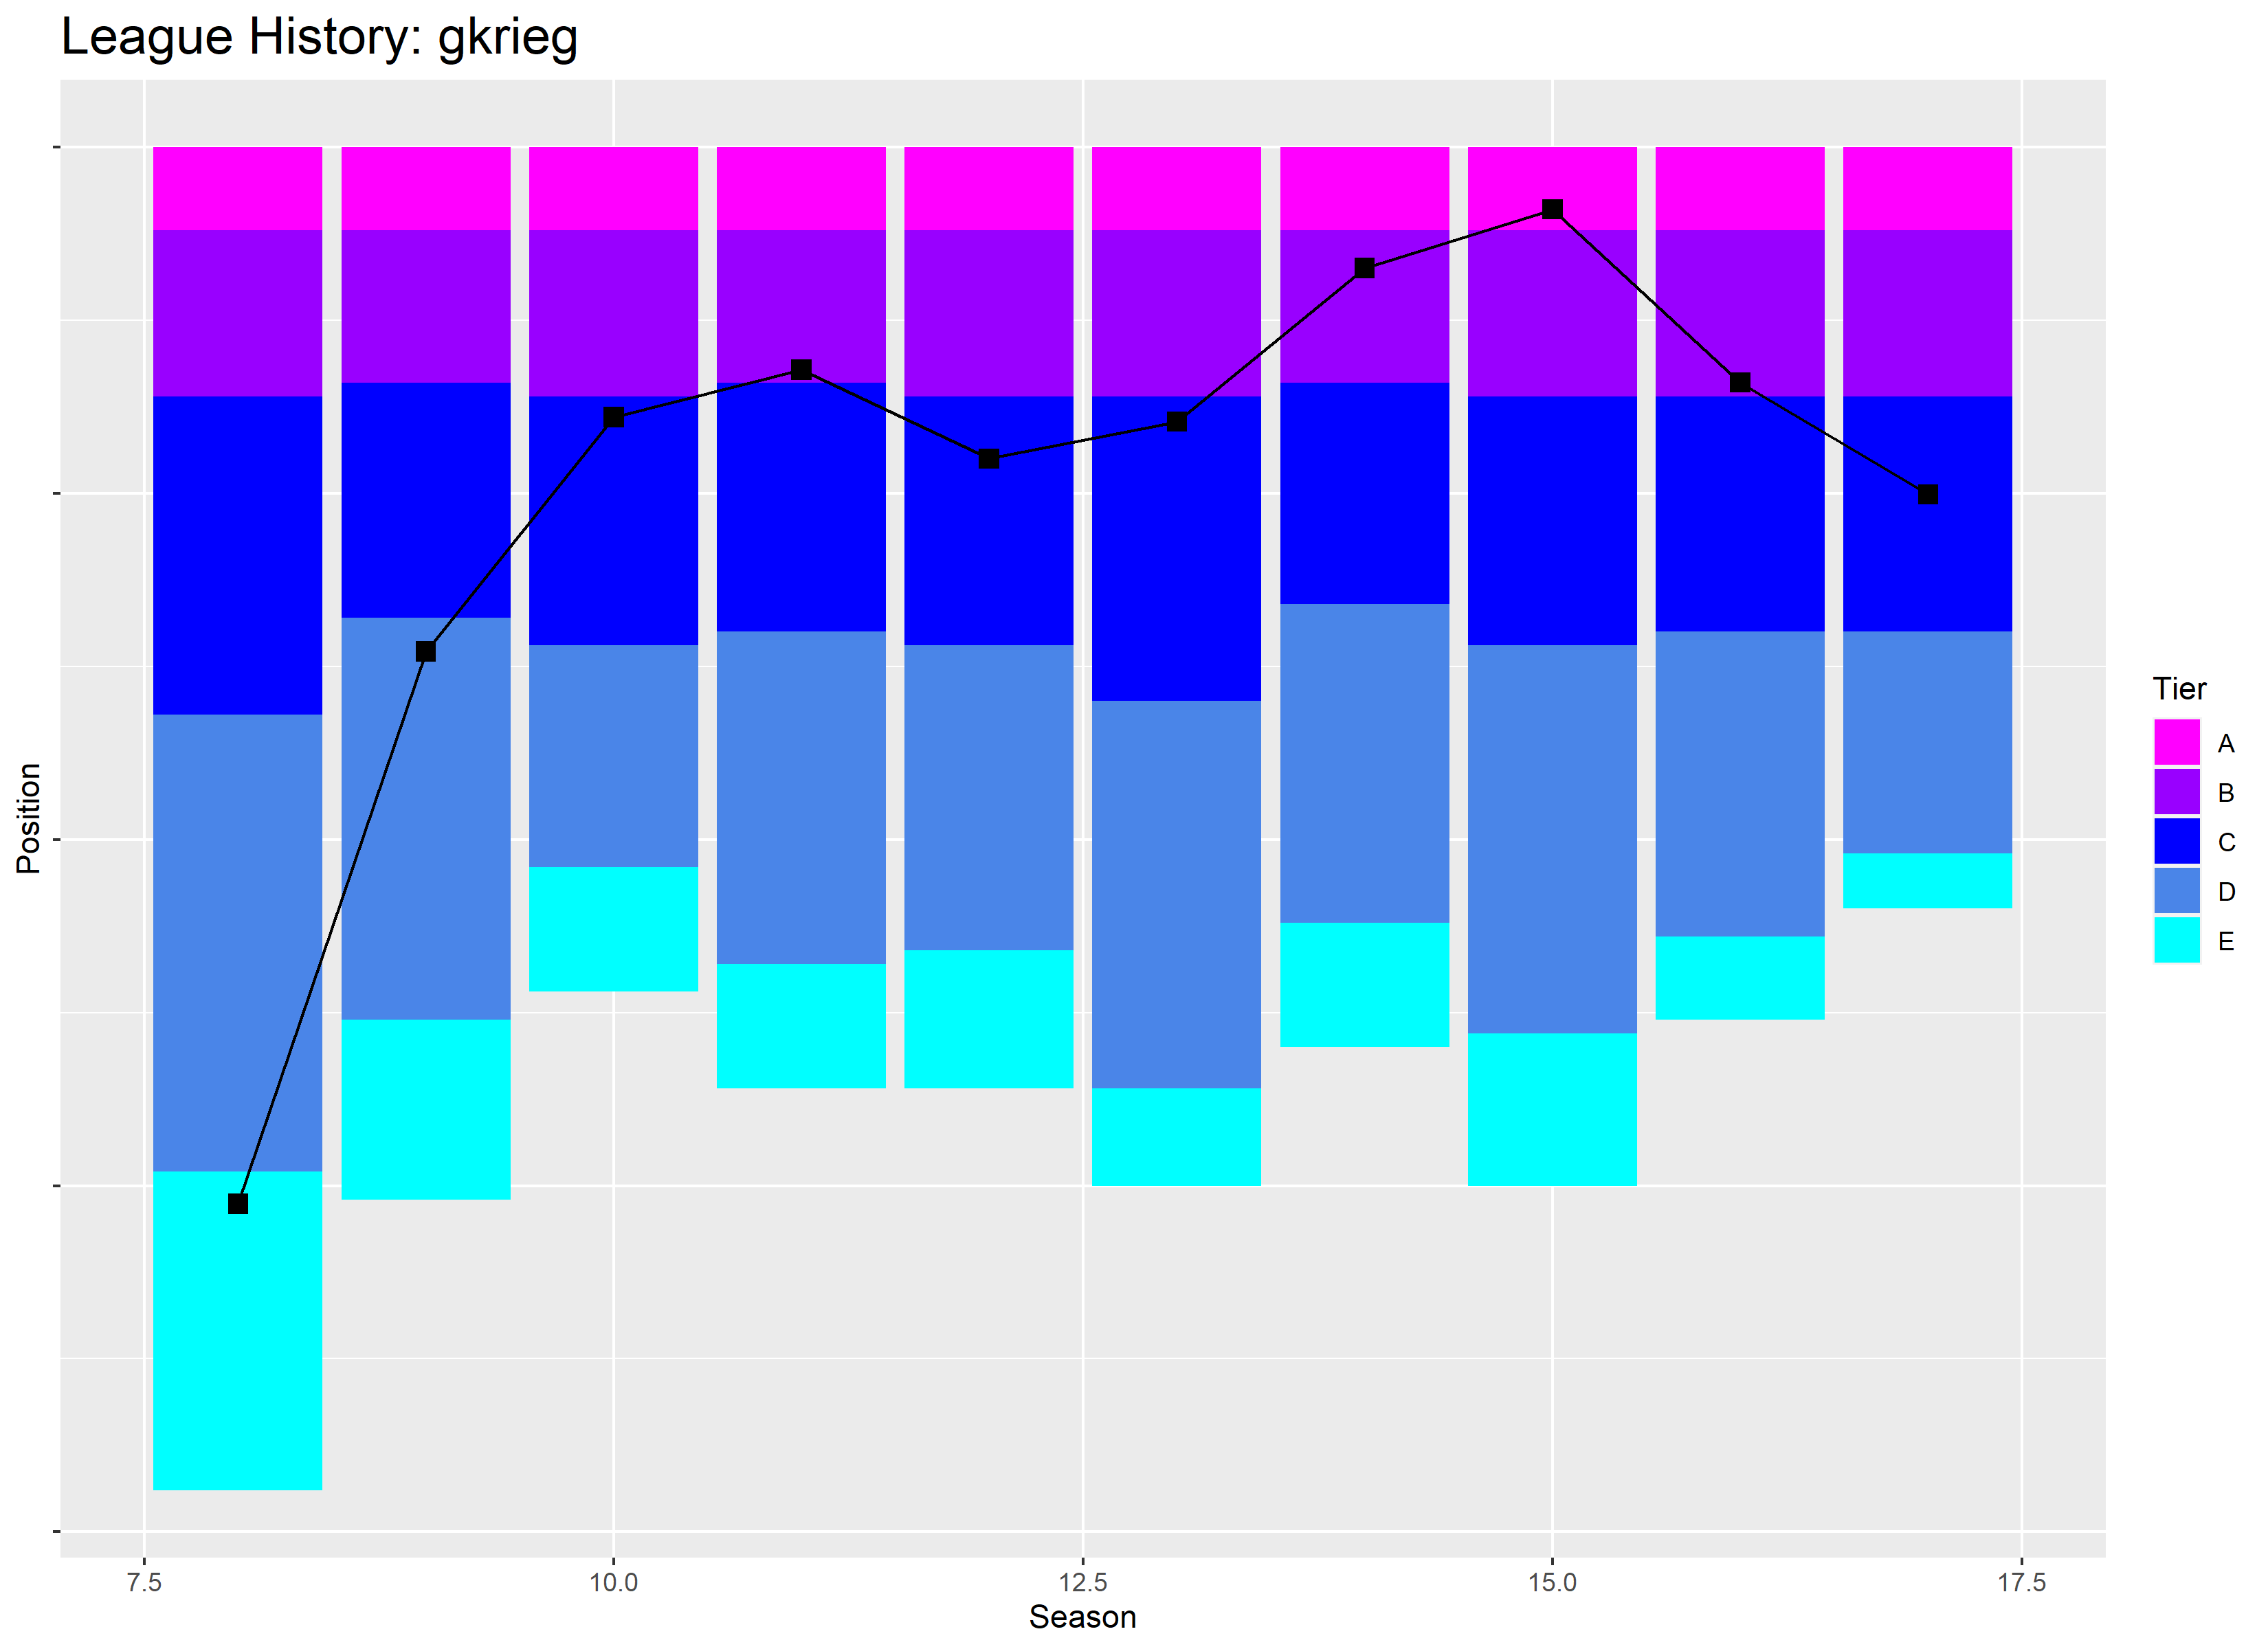 League History: gkrieg
Position
7.5 10.0 12.5 15.0 17.5
Season
Tier
A
B
C
D
E